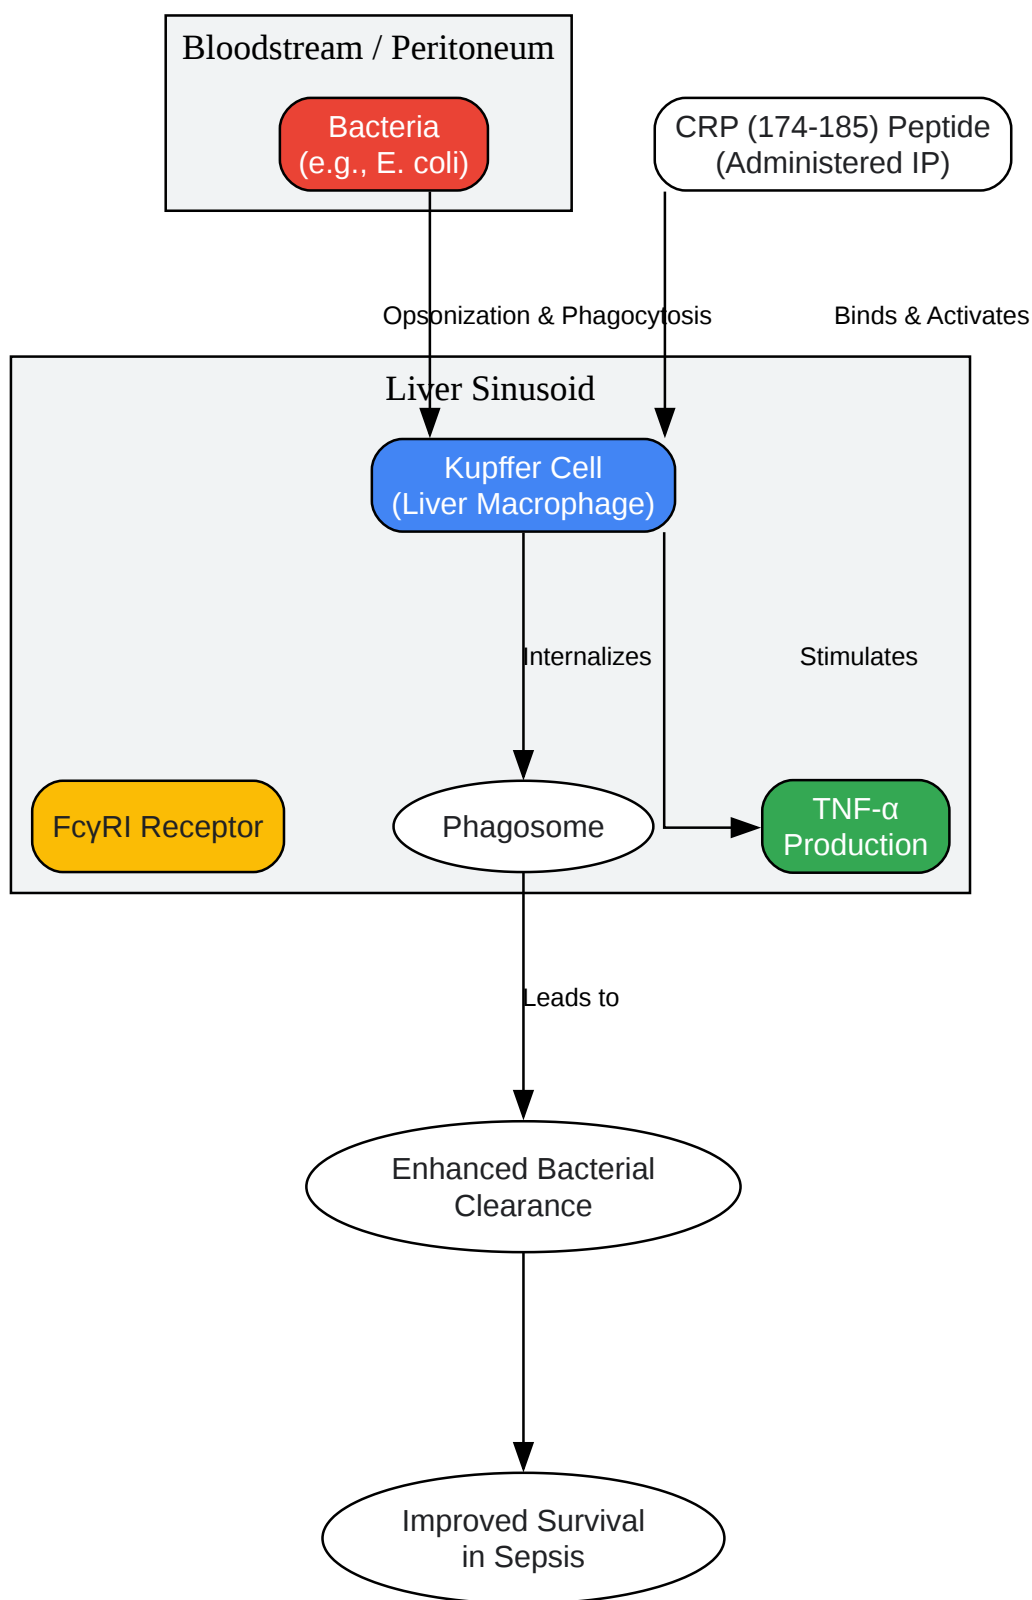 Bloodstream / Peritoneum
Bacteria
(e.g., E. coli)
CRP (174-185) Peptide
(Administered IP)
Opsonization & Phagocytosis
Binds & Activates
Liver Sinusoid
Kupffer Cell
(Liver Macrophage)
Internalizes
Stimulates
FcγRI Receptor
Phagosome
TNF-α
Production
Leads to
Enhanced Bacterial
Clearance
Improved Survival
in Sepsis